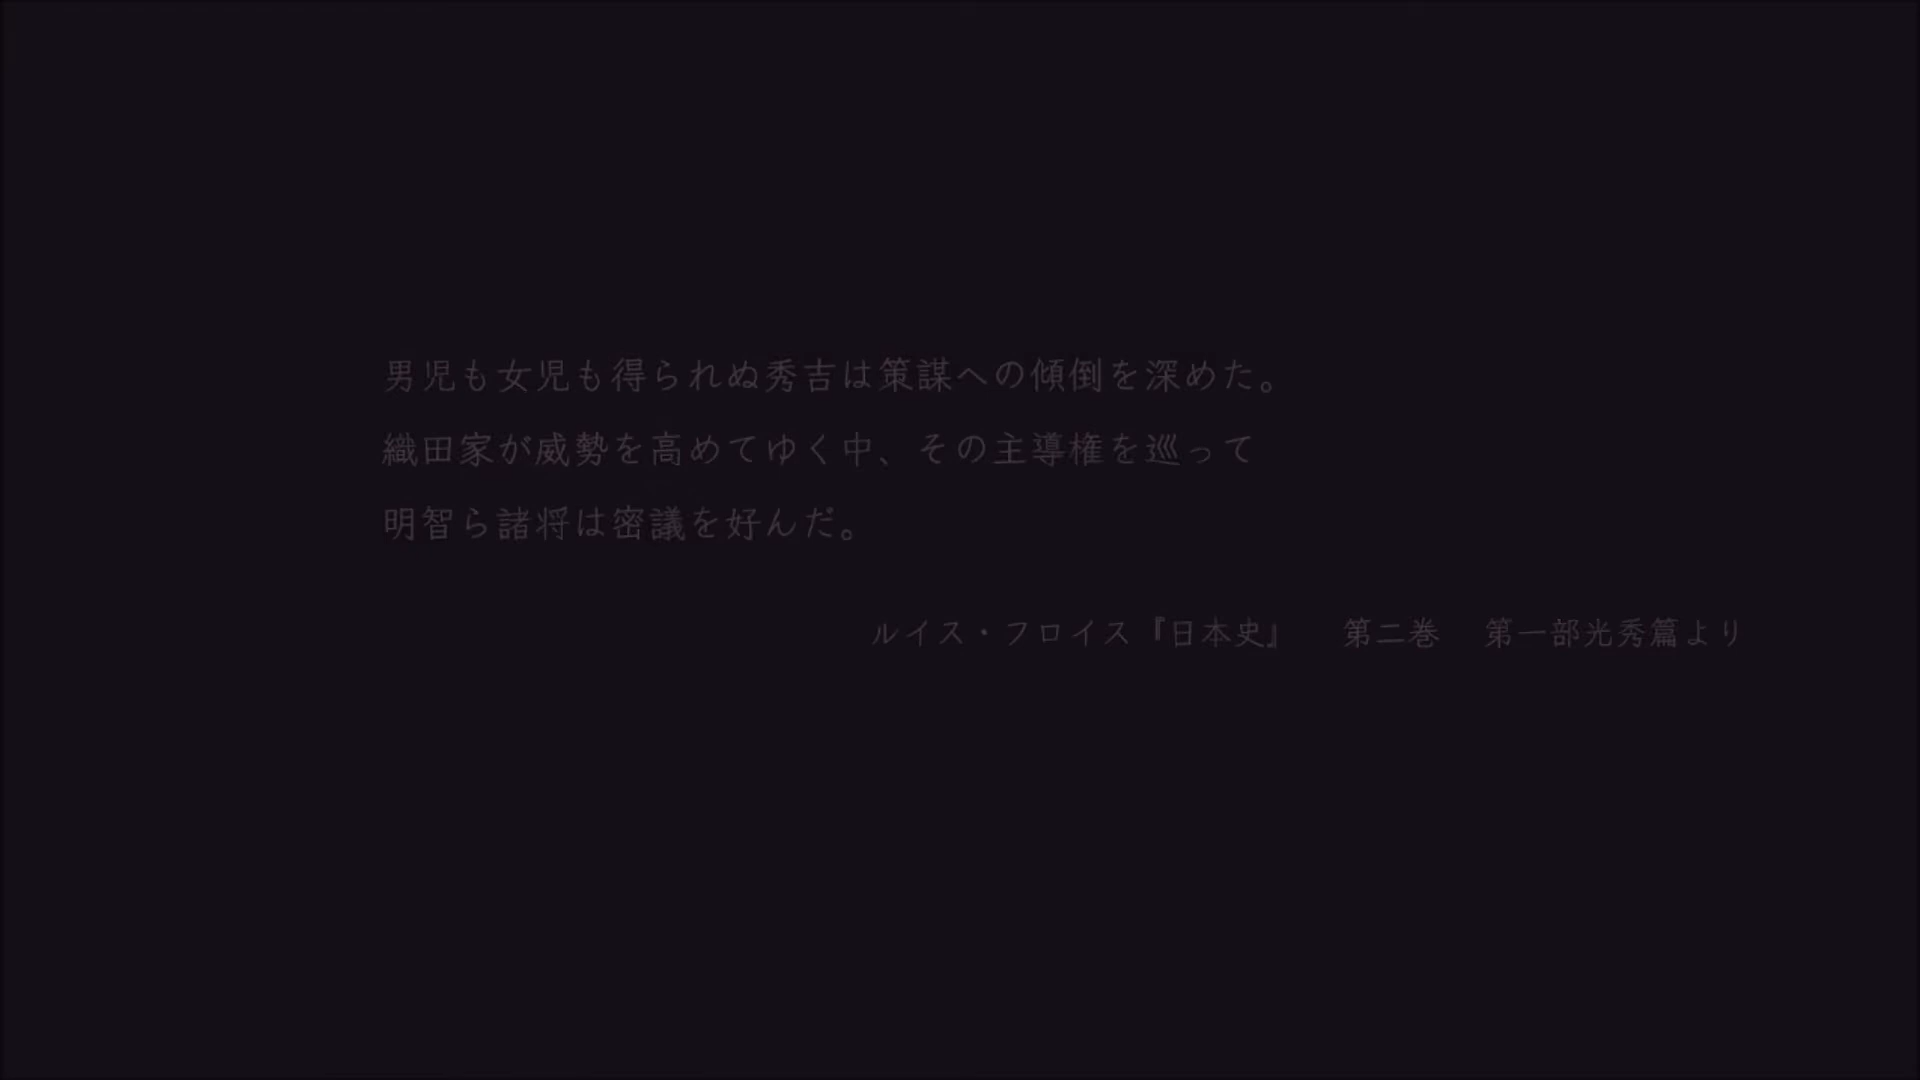 男児も女児も得られぬ秀吉は策謀への傾倒を深めた。
織田家が威勢を高めてゆく中、その主導権を巡って
明智ら諸将は密議を好んだ。
ルイス・フロイス『日本史』　第二巻　第一部光秀篇より